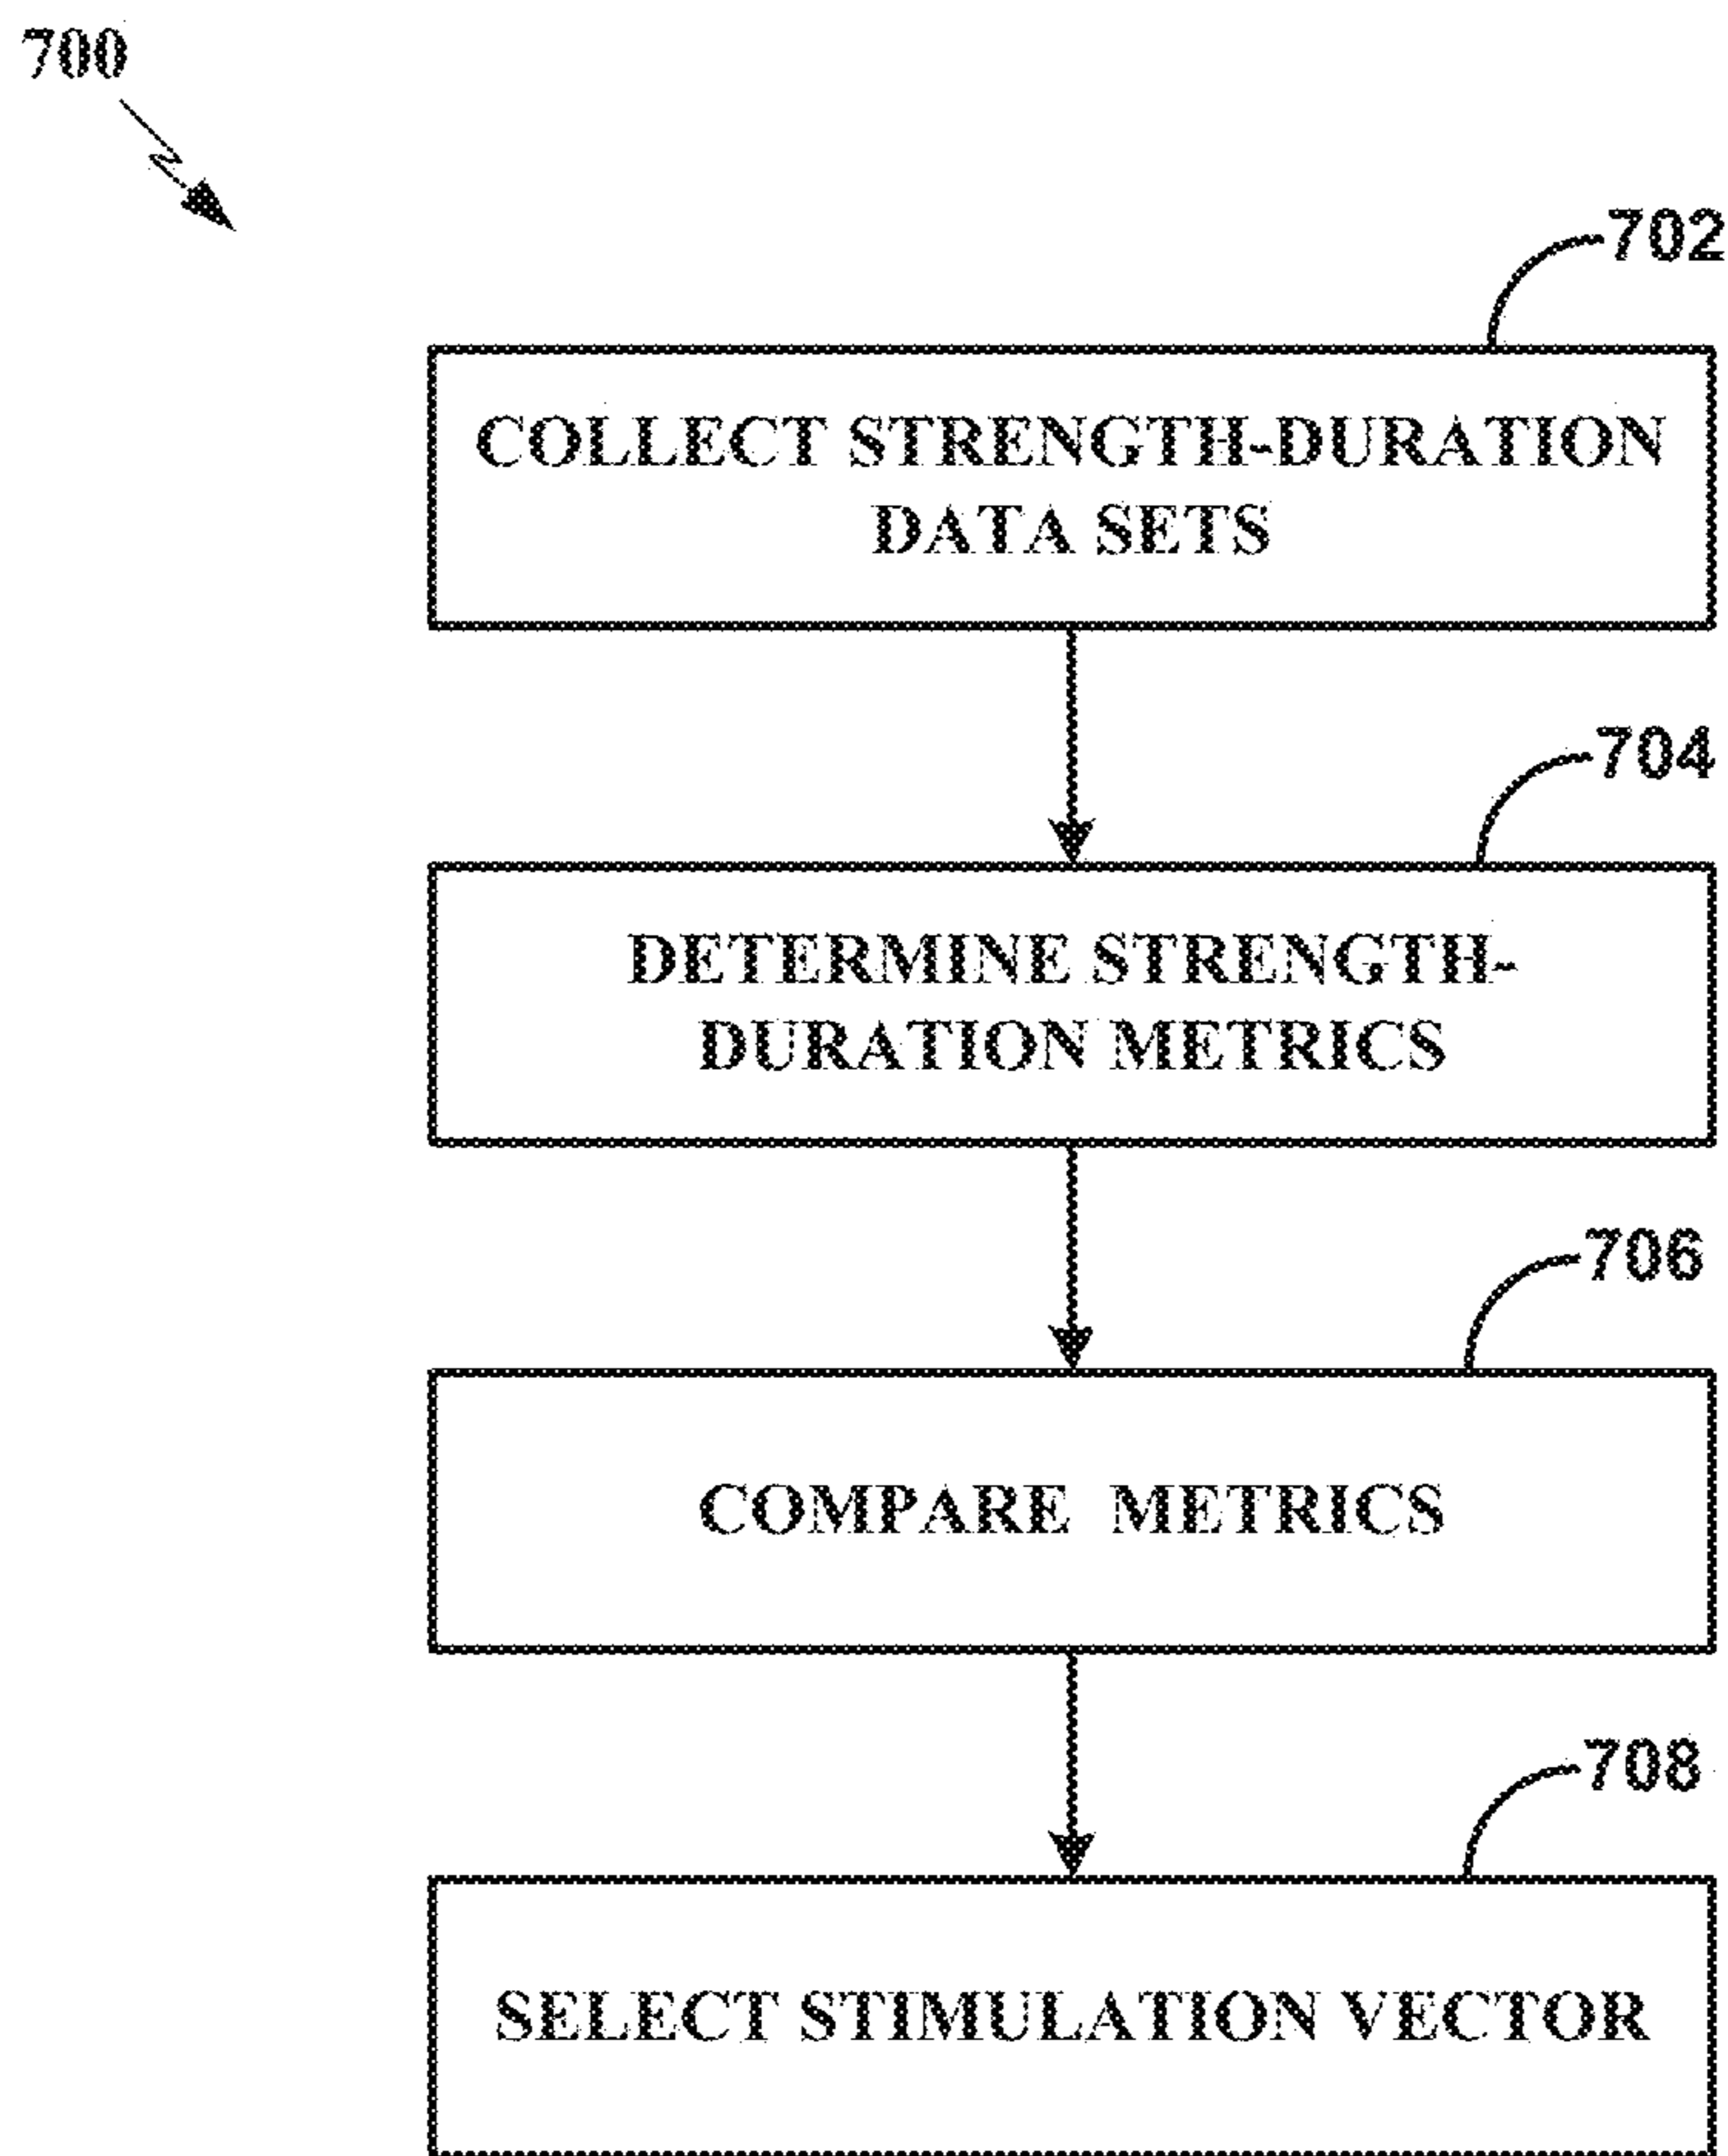 700
702
COLLECT STRENGTH-DURATION
DATA SETS
704
DETERMINE STRENGTH-
DURATION METRICS
706
COMPARE METRICS
708
SELECT STIMULATION VECTOR